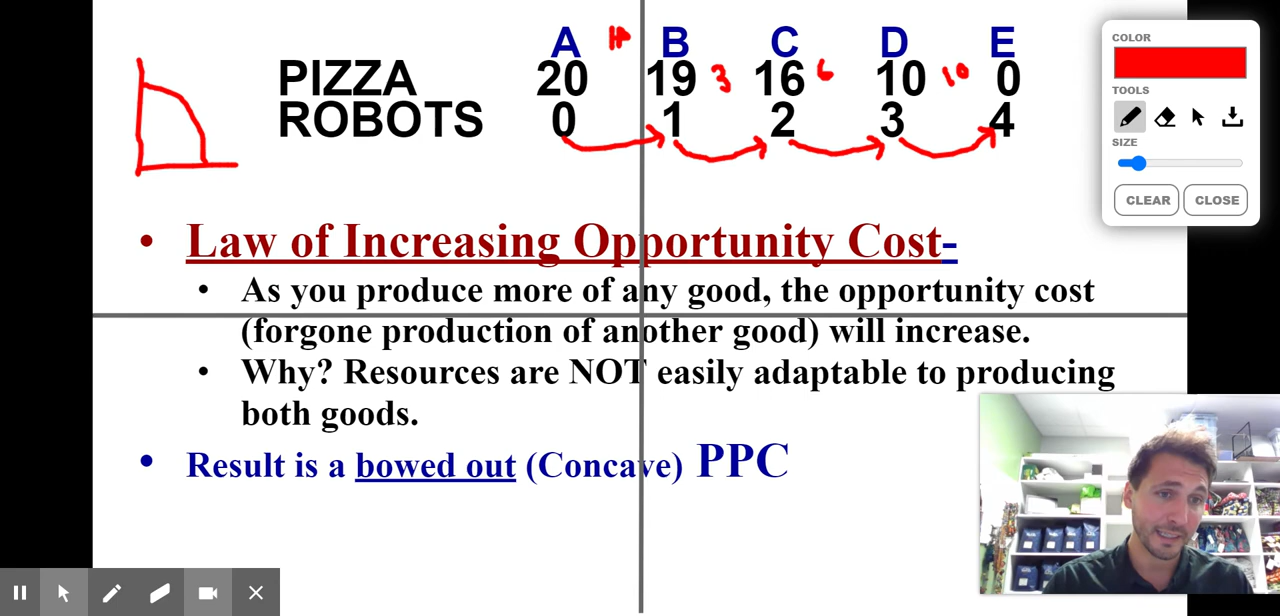 A B C D E
PIZZA 20 19 3 16 6 10 10 0
ROBOTS 0 1 2 3 4
• Law of Increasing Opportunity Cost-
• As you produce more of any good, the opportunity cost
(forgone production of another good) will increase.
• Why? Resources are NOT easily adaptable to producing
both goods.
• Result is a bowed out (Concave) PPC
COLOR
TOOLS
SIZE
CLEAR CLOSE